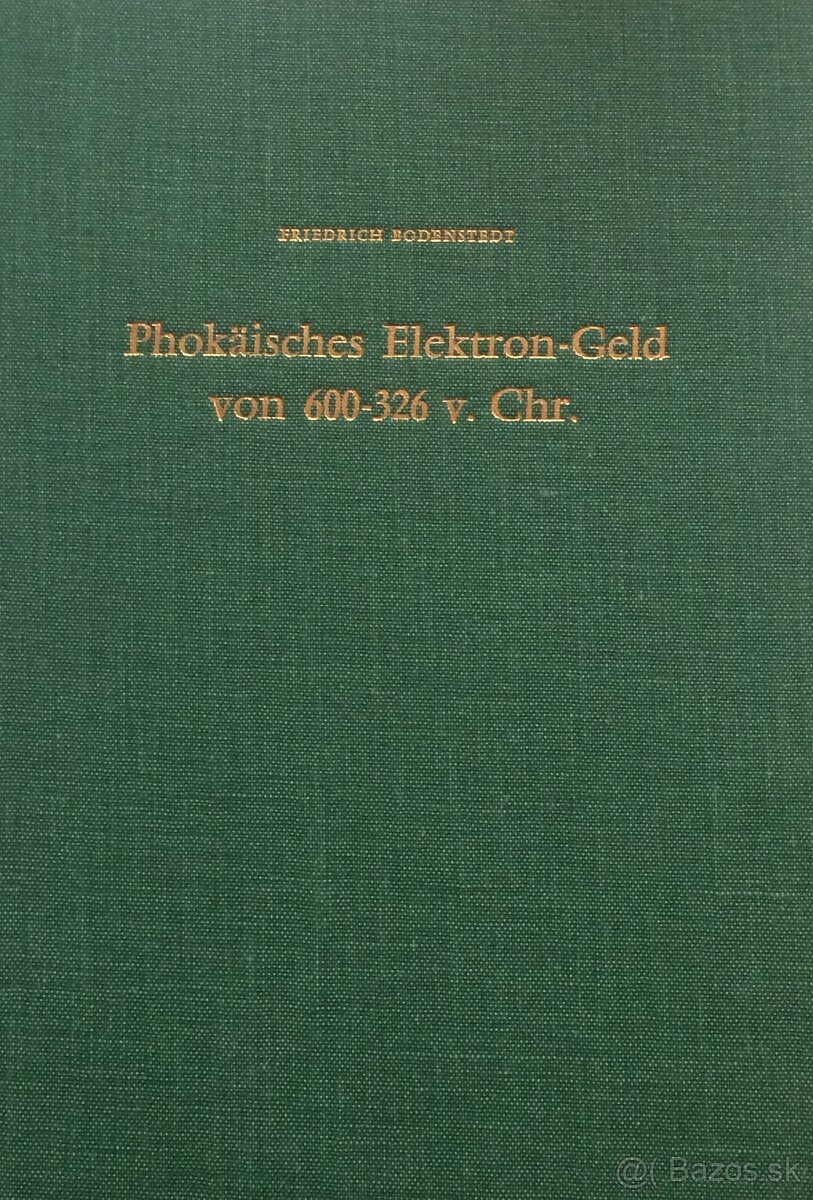 FRIEDRICH BODENSTEDT
Phokäisches Elektron-Geld
von 600-326 v. Chr.
@( Bazos.sk